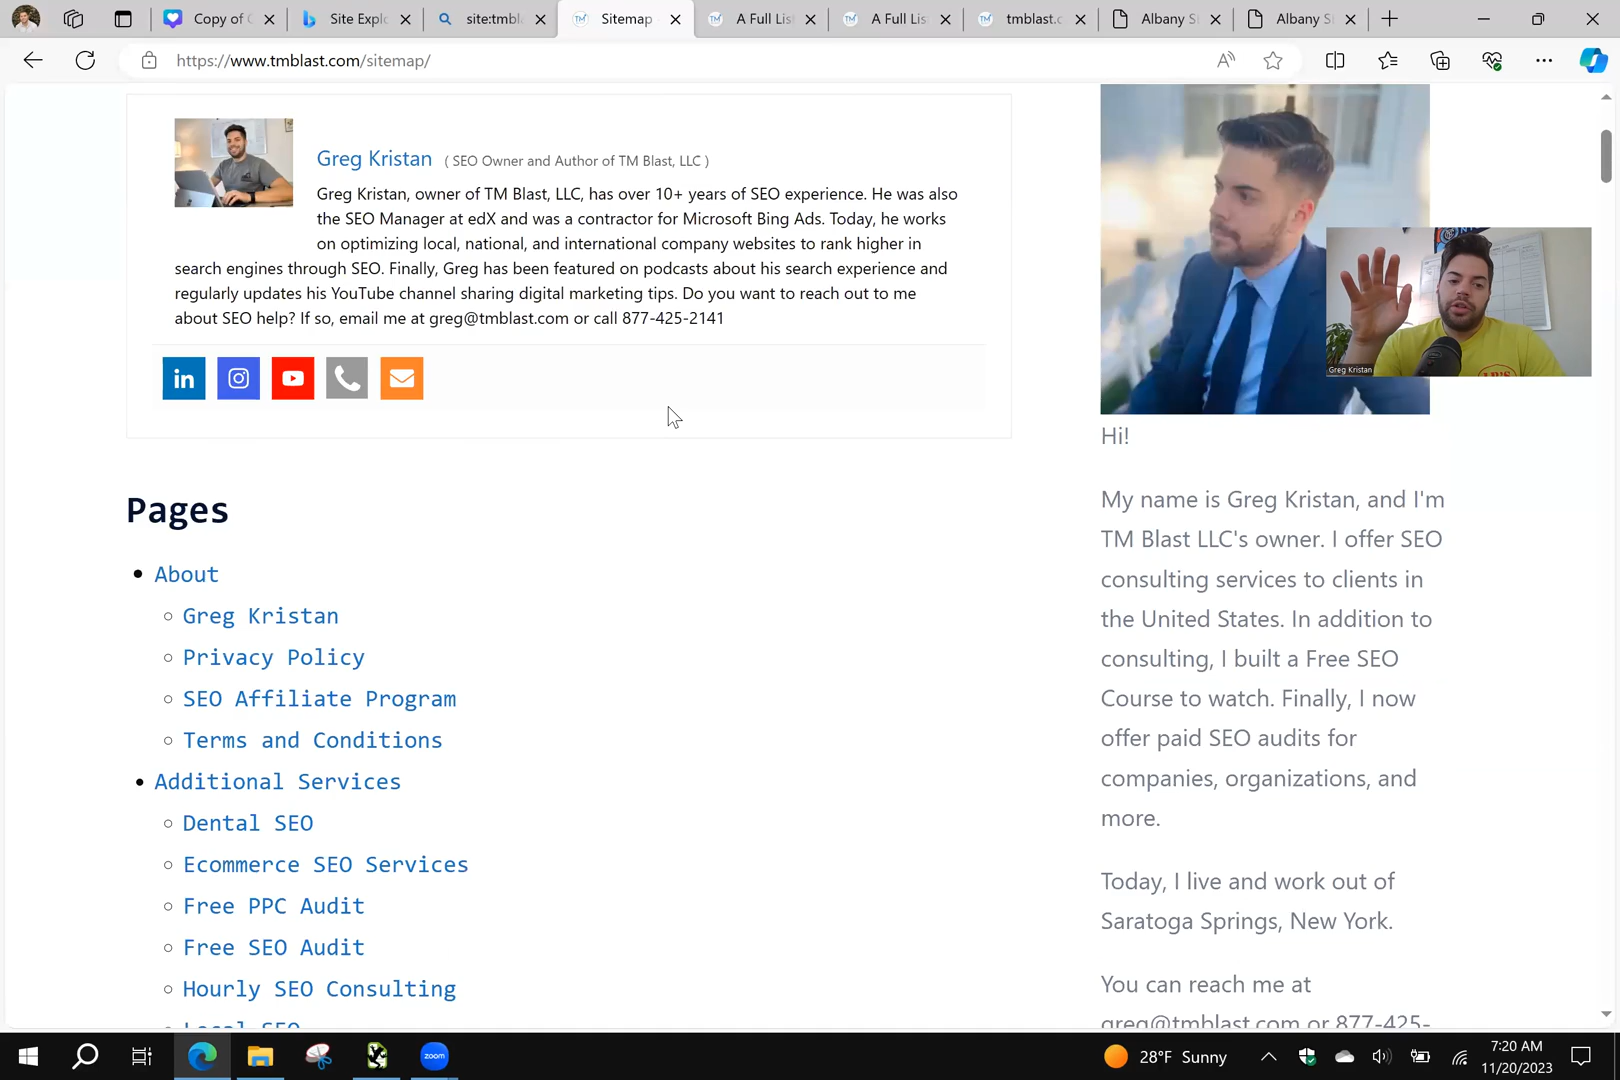 Copy of C
Site Explo
site:tmbla
Sitemap -
A Full Lis
A Full Lis
tmblast.c
Albany S
Albany S
https://www.tmblast.com/sitemap/
Greg Kristan ( SEO Owner and Author of TM Blast, LLC )
Greg Kristan, owner of TM Blast, LLC, has over 10+ years of SEO experience. He was also
the SEO Manager at edX and was a contractor for Microsoft Bing Ads. Today, he works
on optimizing local, national, and international company websites to rank higher in
search engines through SEO. Finally, Greg has been featured on podcasts about his search experience and
regularly updates his YouTube channel sharing digital marketing tips. Do you want to reach out to me
about SEO help? If so, email me at greg@tmblast.com or call 877-425-2141
in
Pages
About
Greg Kristan
Privacy Policy
SEO Affiliate Program
Terms and Conditions
Additional Services
Dental SEO
Ecommerce SEO Services
Free PPC Audit
Free SEO Audit
Hourly SEO Consulting
Local SEO
Greg Kristan
Hi!
My name is Greg Kristan, and I'm
TM Blast LLC's owner. I offer SEO
consulting services to clients in
the United States. In addition to
consulting, I built a Free SEO
Course to watch. Finally, I now
offer paid SEO audits for
companies, organizations, and
more.
Today, I live and work out of
Saratoga Springs, New York.
You can reach me at
greg@tmblast.com or 877-425-
zoom
28°F Sunny
7:20 AM
11/20/2023